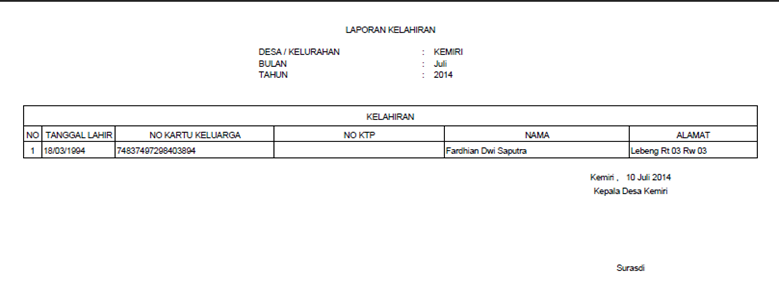 LAPORAN KELAHIRAN
DESA / KELURAHAN : KEMIRI
BULAN : Juli
TAHUN : 2014
KELAHIRAN
NO TANGGAL LAHIR NO KARTU KELUARGA NO KTP NAMA ALAMAT
1 18/03/1994 74837497298403894 Fardhian Dwi Saputra Lebeng Rt 03 Rw 03
Kemiri , 10 Juli 2014
Kepala Desa Kemiri
Surasdi